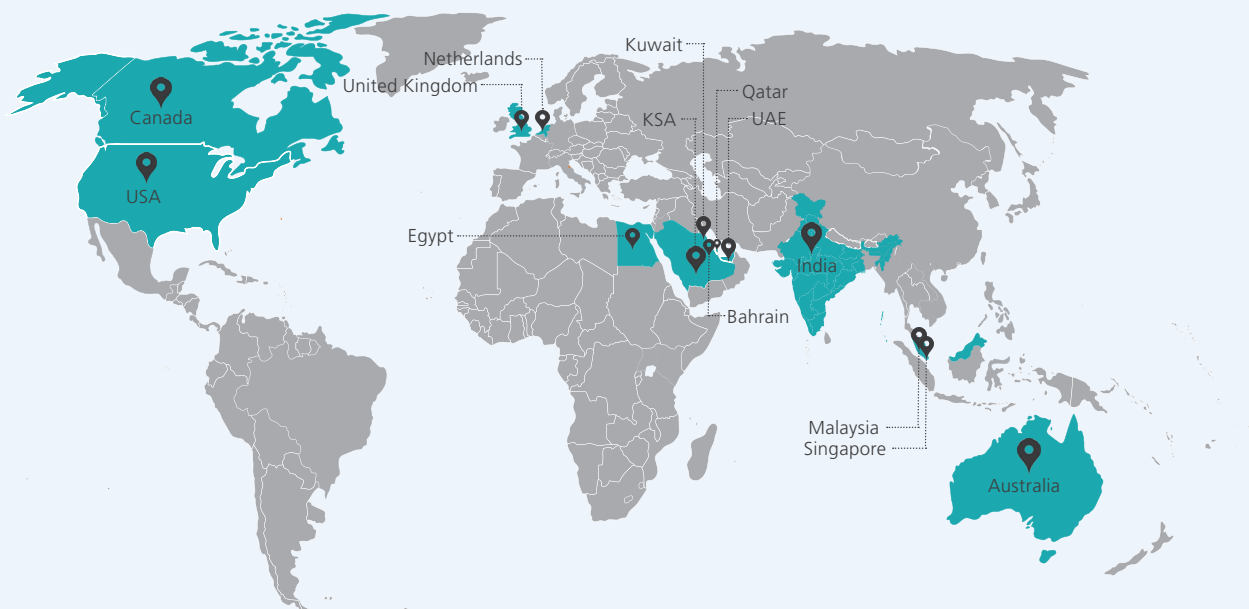 Kuwait
Netherlands
United Kingdom
Qatar
Canada
KSA
UAE
USA
Egypt
India
Bahrain
Malaysia
Singapore
Australia